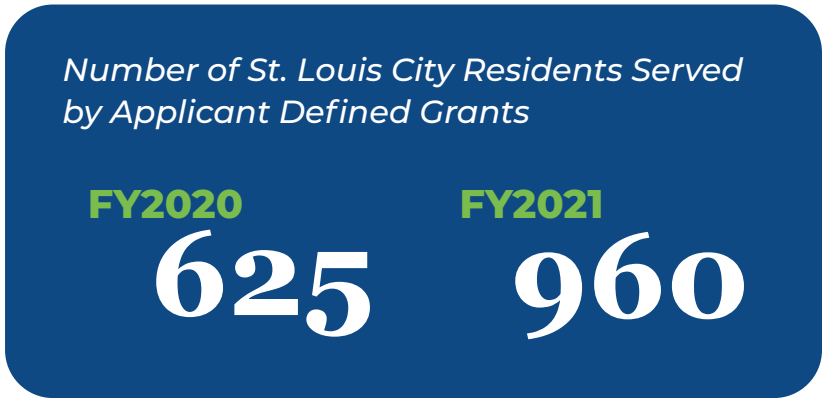 Number of St. Louis City Residents Served
by Applicant Defined Grants
FY2020
625
FY2021
960